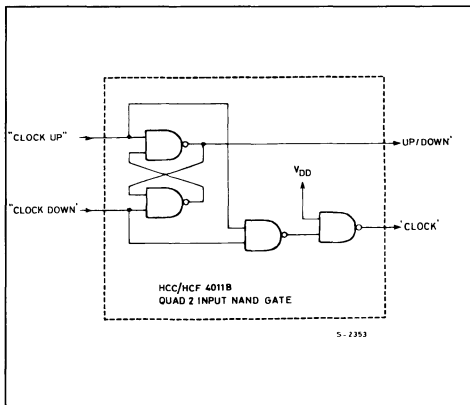 "CLOCK UP"
UP/DOWN'
VDD
"CLOCK DOWN'
'CLOCK'
HCC/HCF 4011B
QUAD 2 INPUT NAND GATE
S-2353